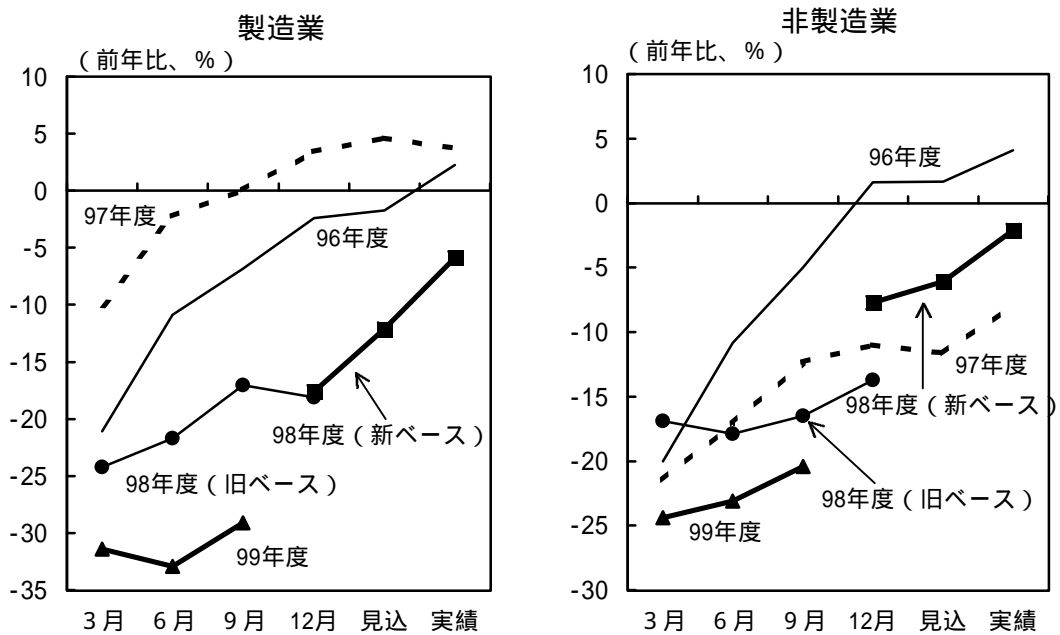 製造業
(前年比、%)
10
5
0
-5
-10
-15
-20
-25
-30
-35
97年度
96年度
98年度(新ベース)
98年度(旧ベース)
99年度
3月 6月 9月 12月 見込 実績
非製造業
(前年比、%)
10
5
0
-5
-10
-15
-20
-25
-30
96年度
97年度
98年度(新ベース)
98年度(旧ベース)
99年度
3月 6月 9月 12月 見込 実績